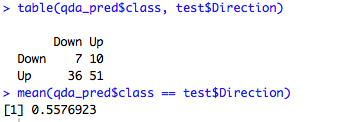 > table(qda_pred$class, test$Direction)
Down Up
Down 7 10
Up 36 51
> mean(qda_pred$class == test$Direction)
[1] 0.5576923